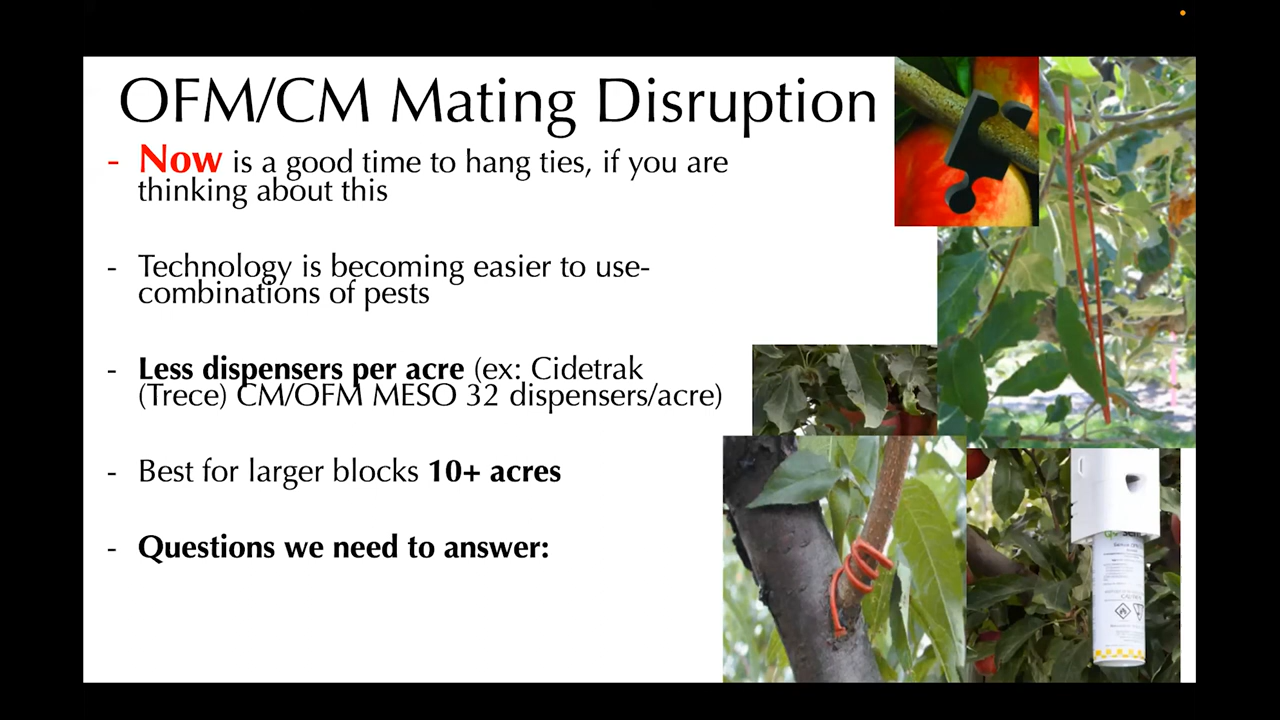 OFM/CM Mating Disruption
- Now is a good time to hang ties, if you are
thinking about this
- Technology is becoming easier to use-
combinations of pests
- Less dispensers per acre (ex: Cidetrak
(Trece) CM/OFM MESO 32 dispensers/acre)
- Best for larger blocks 10+ acres
- Questions we need to answer: